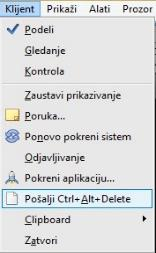 Klijent Prikaži Alati Prozor
Podeli
Gledanje
Kontrola
Zaustavi prikazivanje
Poruka...
Ponovo pokreni sistem
Odjavljivanje
Pokreni aplikaciju...
Pošalji Ctrl+Alt+Delete
Clipboard
Zatvori